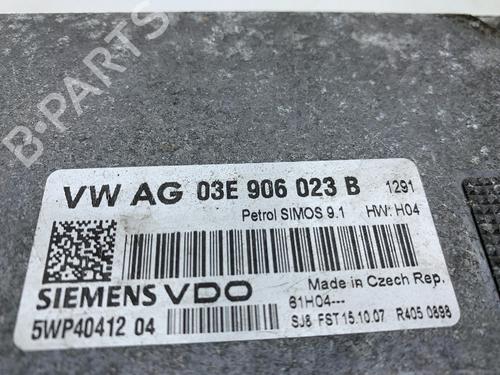 B-PARTS
VW AG 03E 906 023 B 1291
Petrol SIMOS 9.1 HW: H04
Made in Czech Rep.
SIEMENS VDO 61H04---
5WP40412 04 SJ8 FST 15.10.07 R405 0898